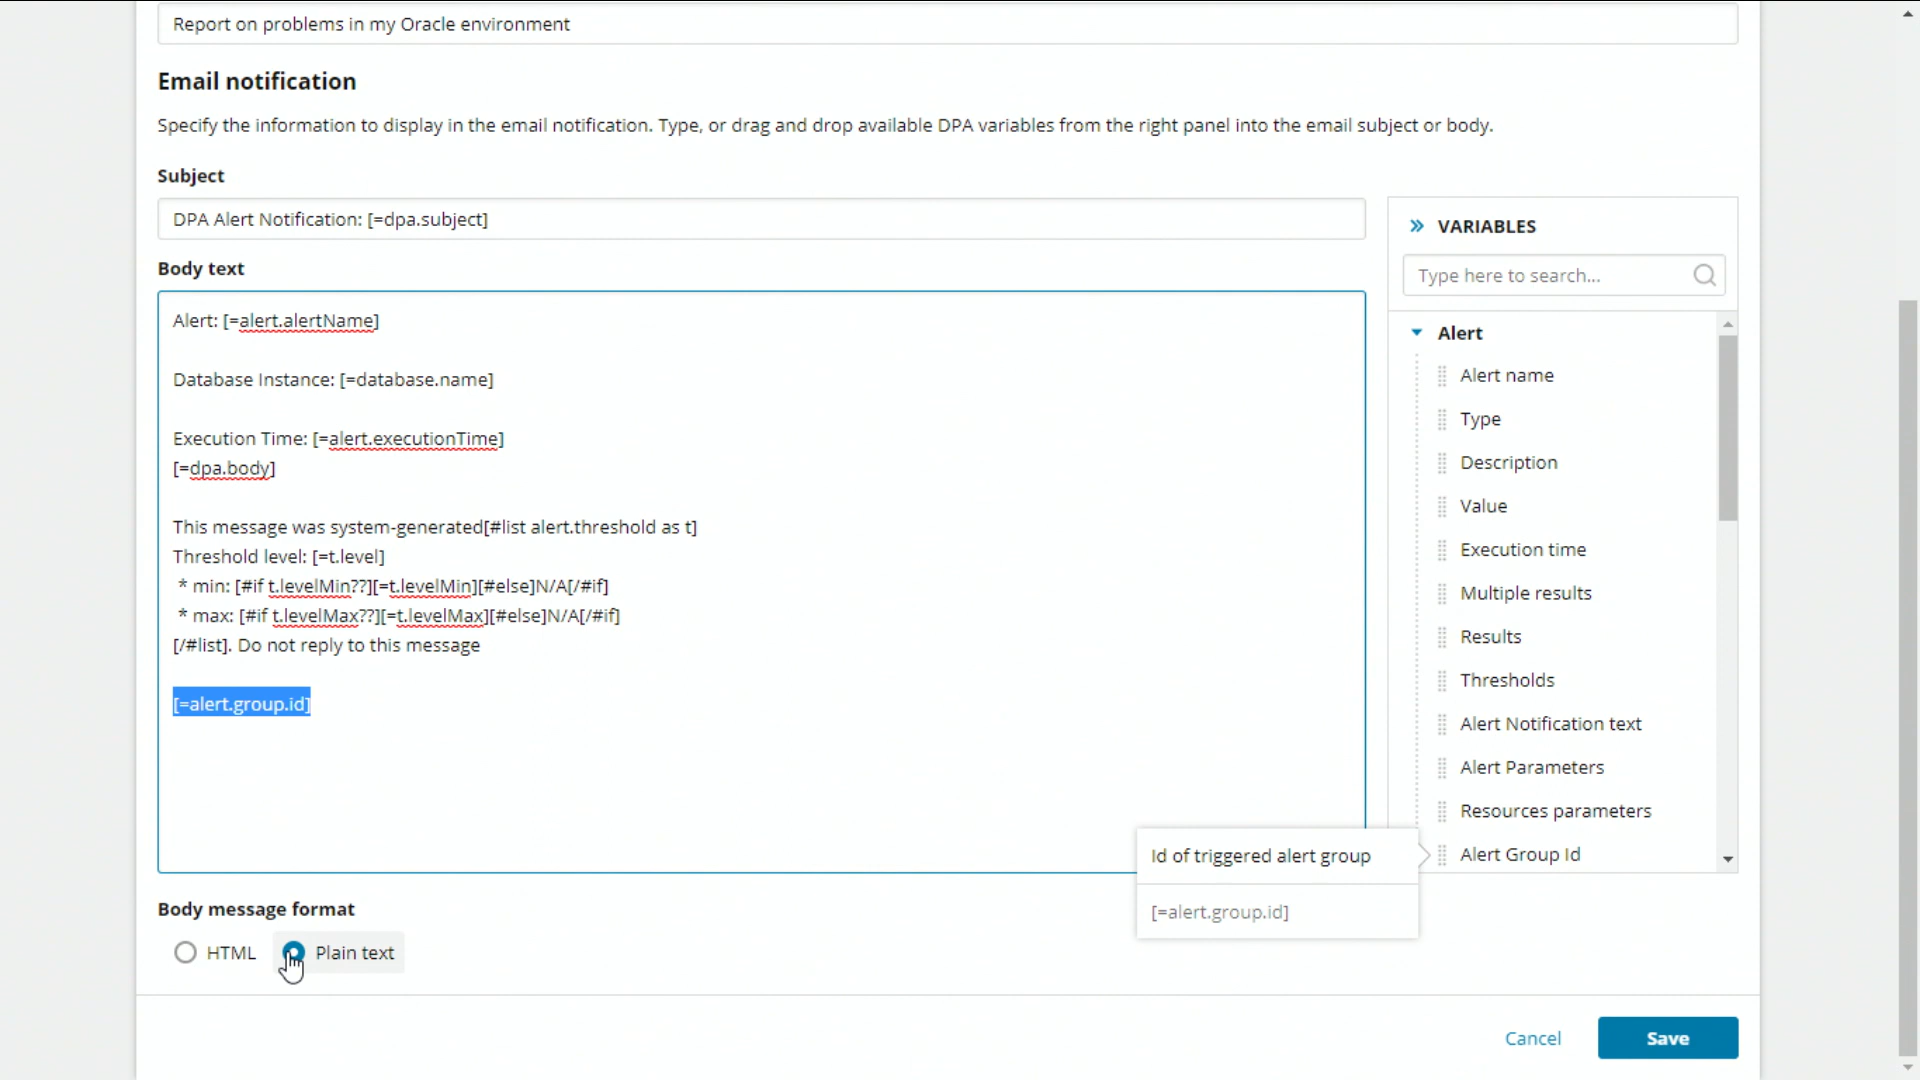 Report on problems in my Oracle environment
Email notification
Specify the information to display in the email notification. Type, or drag and drop available DPA variables from the right panel into the email subject or body.
Subject
DPA Alert Notification: [=dpa.subject]
Body text
Alert: [=alert.alertName]
Database Instance: [=database.name]
Execution Time: [=alert.executionTime]
[=dpa.body]
This message was system-generated[#list alert.threshold as t]
Threshold level: [=t.level]
* min: [#if t.levelMin??][=t.levelMin][#else]N/A[/#if]
* max: [#if t.levelMax??][=t.levelMax][#else]N/A[/#if]
[/#list]. Do not reply to this message
[=alert.group.id]
VARIABLES
Type here to search...
Alert
Alert name
Type
Description
Value
Execution time
Multiple results
Results
Thresholds
Alert Notification text
Alert Parameters
Resources parameters
Alert Group Id
Id of triggered alert group
[=alert.group.id]
Body message format
HTML
Plain text
Cancel
Save